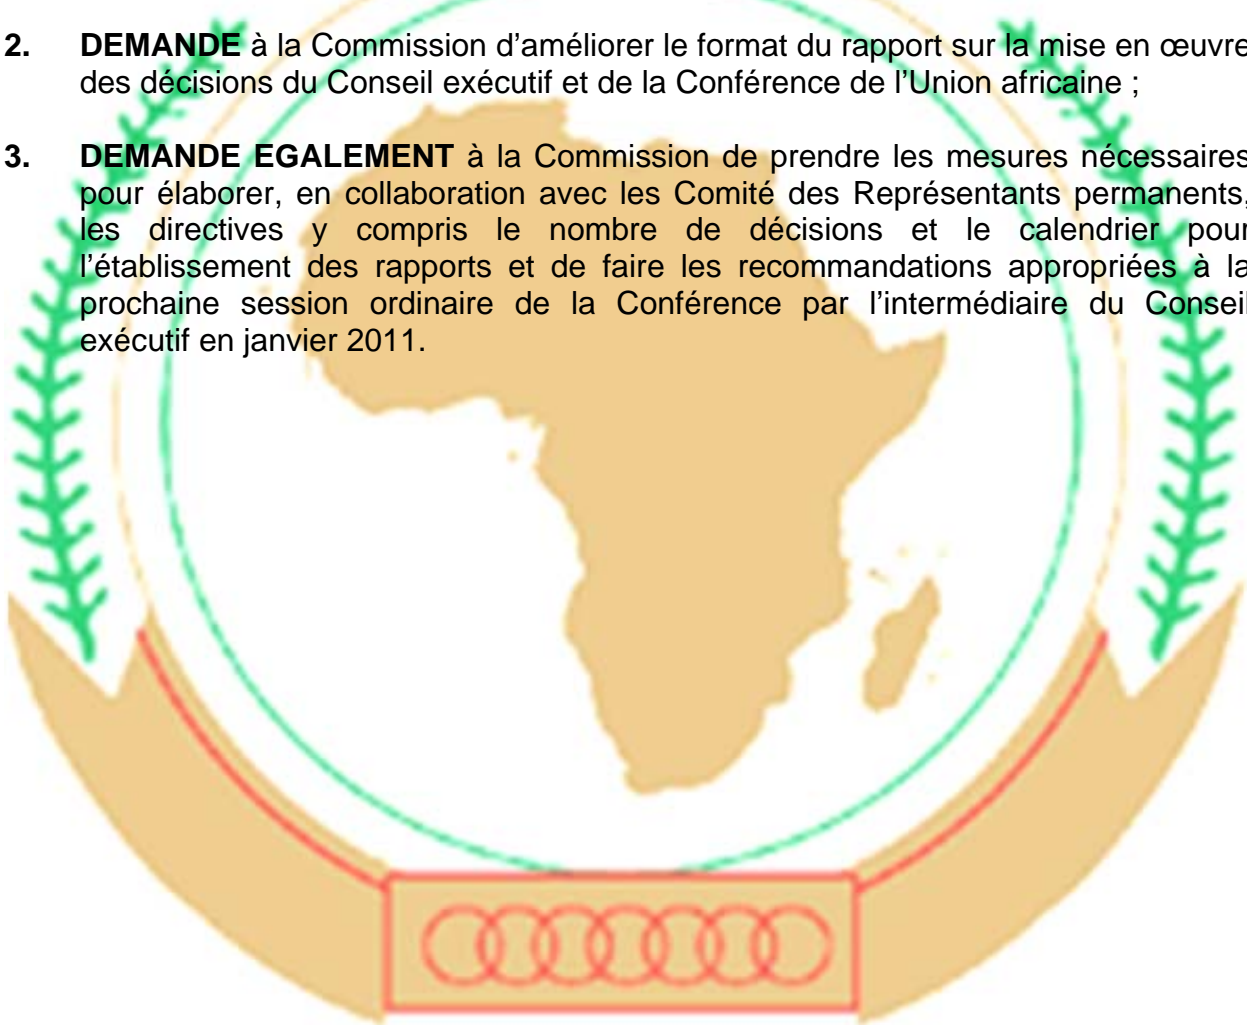 2. DEMANDE à la Commission d’améliorer le format du rapport sur la mise en œuvre
des décisions du Conseil exécutif et de la Conférence de l’Union africaine ;
3. DEMANDE EGALEMENT à la Commission de prendre les mesures nécessaires
pour élaborer, en collaboration avec les Comité des Représentants permanents,
les directives y compris le nombre de décisions et le calendrier pour
l’établissement des rapports et de faire les recommandations appropriées à la
prochaine session ordinaire de la Conférence par l’intermédiaire du Conseil
exécutif en janvier 2011.